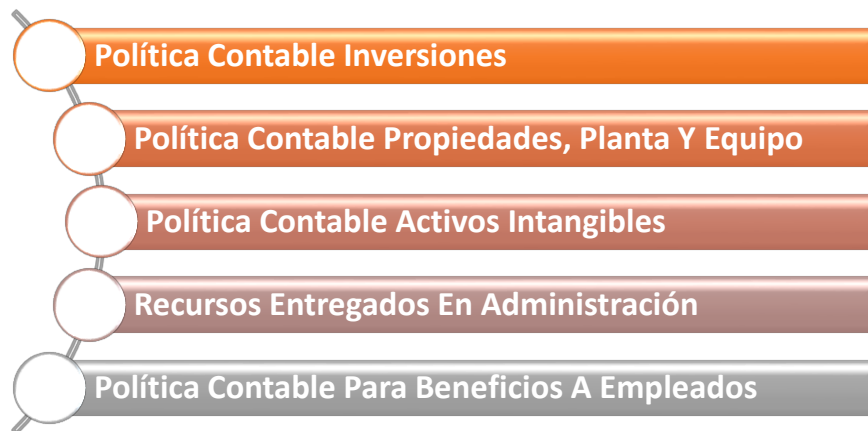 Política Contable Inversiones
Política Contable Propiedades, Planta Y Equipo
Política Contable Activos Intangibles
Recursos Entregados En Administración
Política Contable Para Beneficios A Empleados